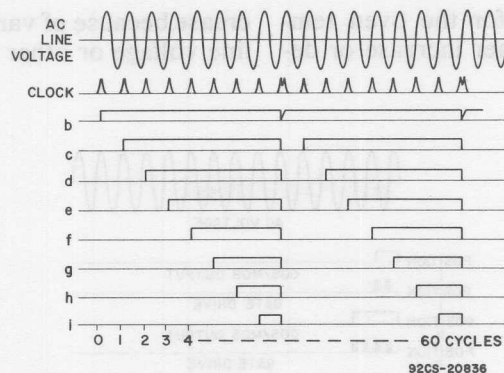 AC
LINE
VOLTAGE
CLOCK
b
c
d
e
f
g
h
i
0 1 2 3 4 60 CYCLES
92CS-20836